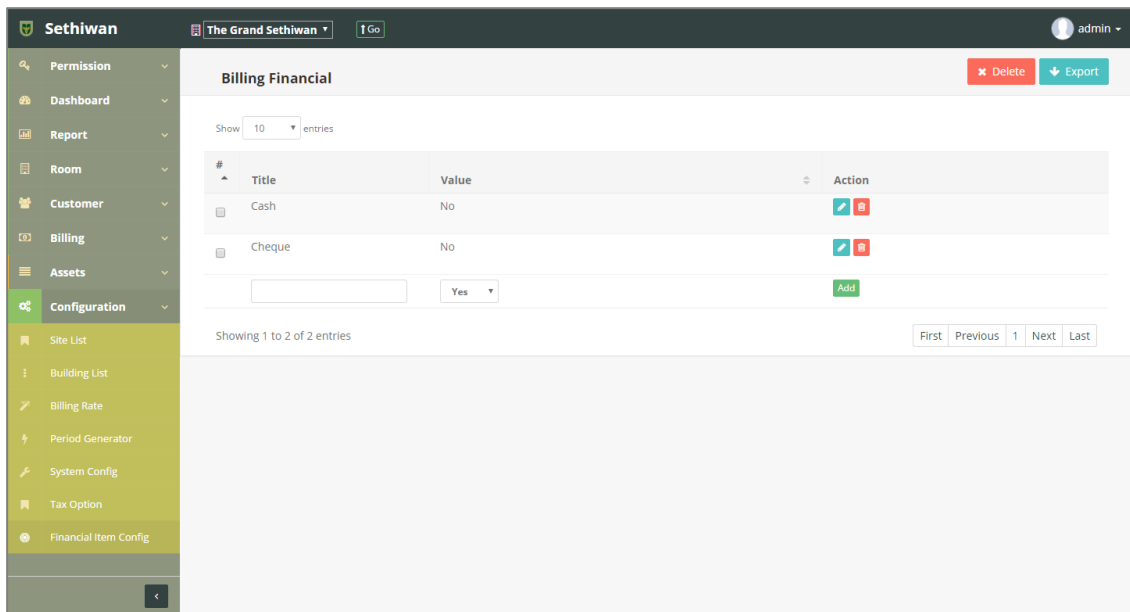 Sethiwan
The Grand Sethiwan
Go
admin
Permission
Dashboard
Report
Room
Customer
Billing
Assets
Configuration
Site List
Building List
Billing Rate
Period Generator
System Config
Tax Option
Financial Item Config
Billing Financial
Delete
Export
Show 10 entries
# Title Value Action
Cash No
Cheque No
Yes Add
Showing 1 to 2 of 2 entries
First Previous 1 Next Last